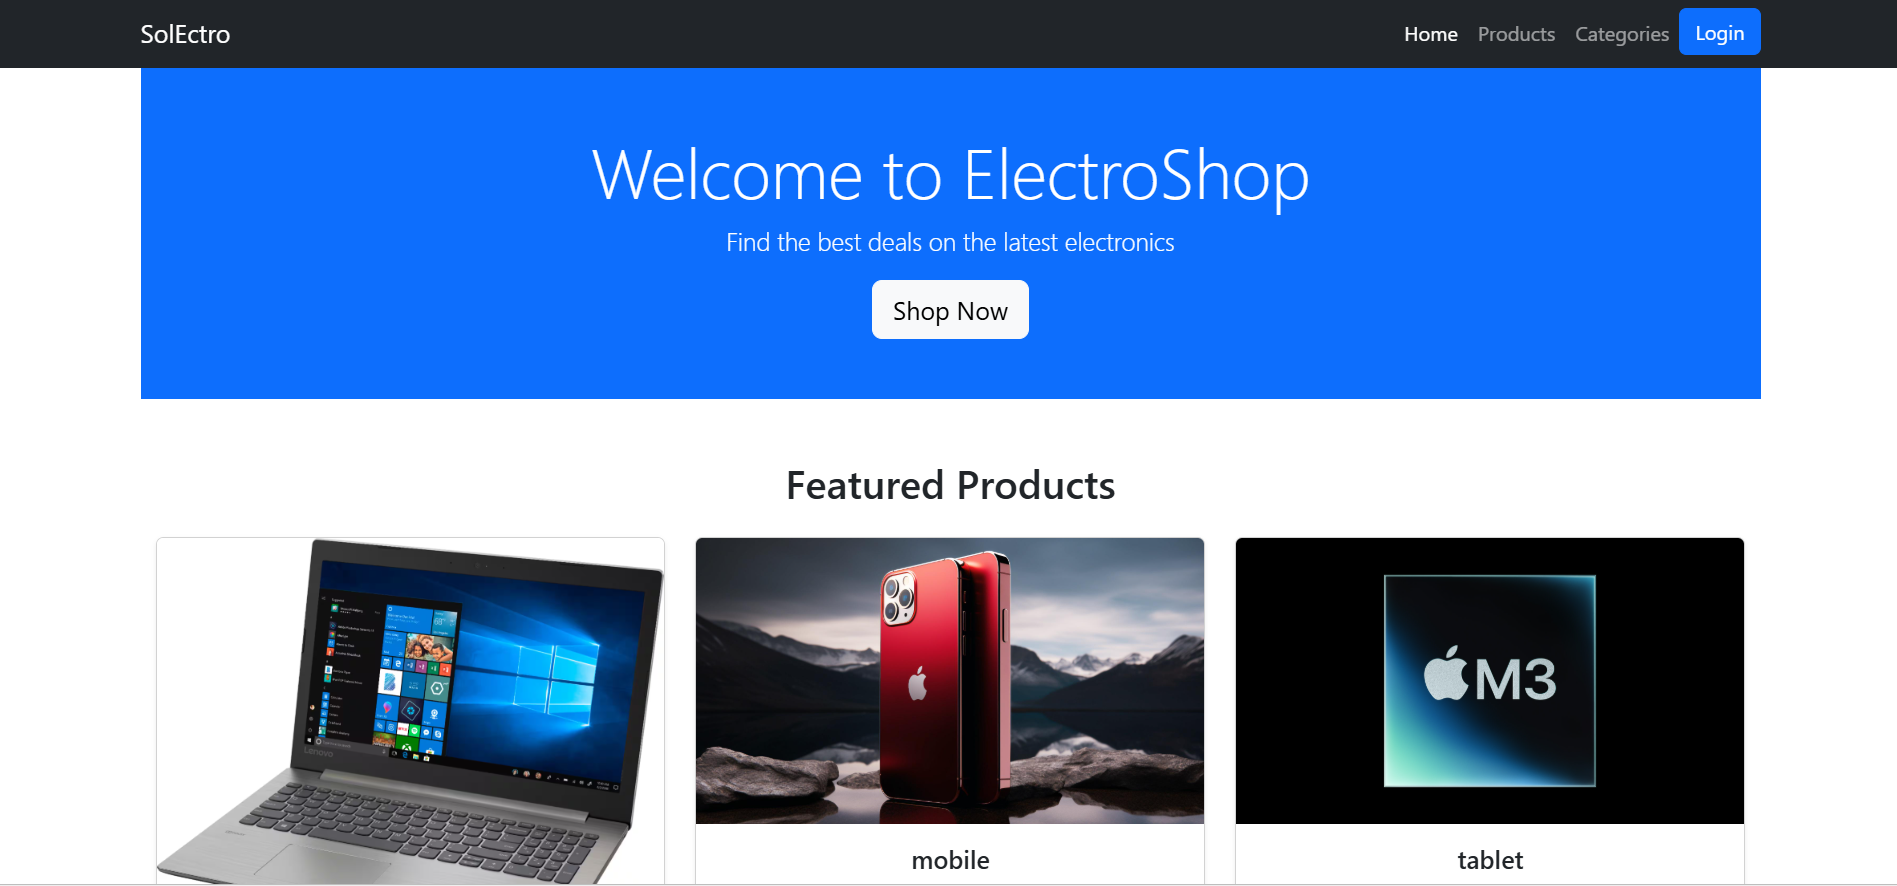 SolEctro
Home Products Categories Login
Welcome to ElectroShop
Find the best deals on the latest electronics
Shop Now
Featured Products
Lenovo
M3
mobile
tablet